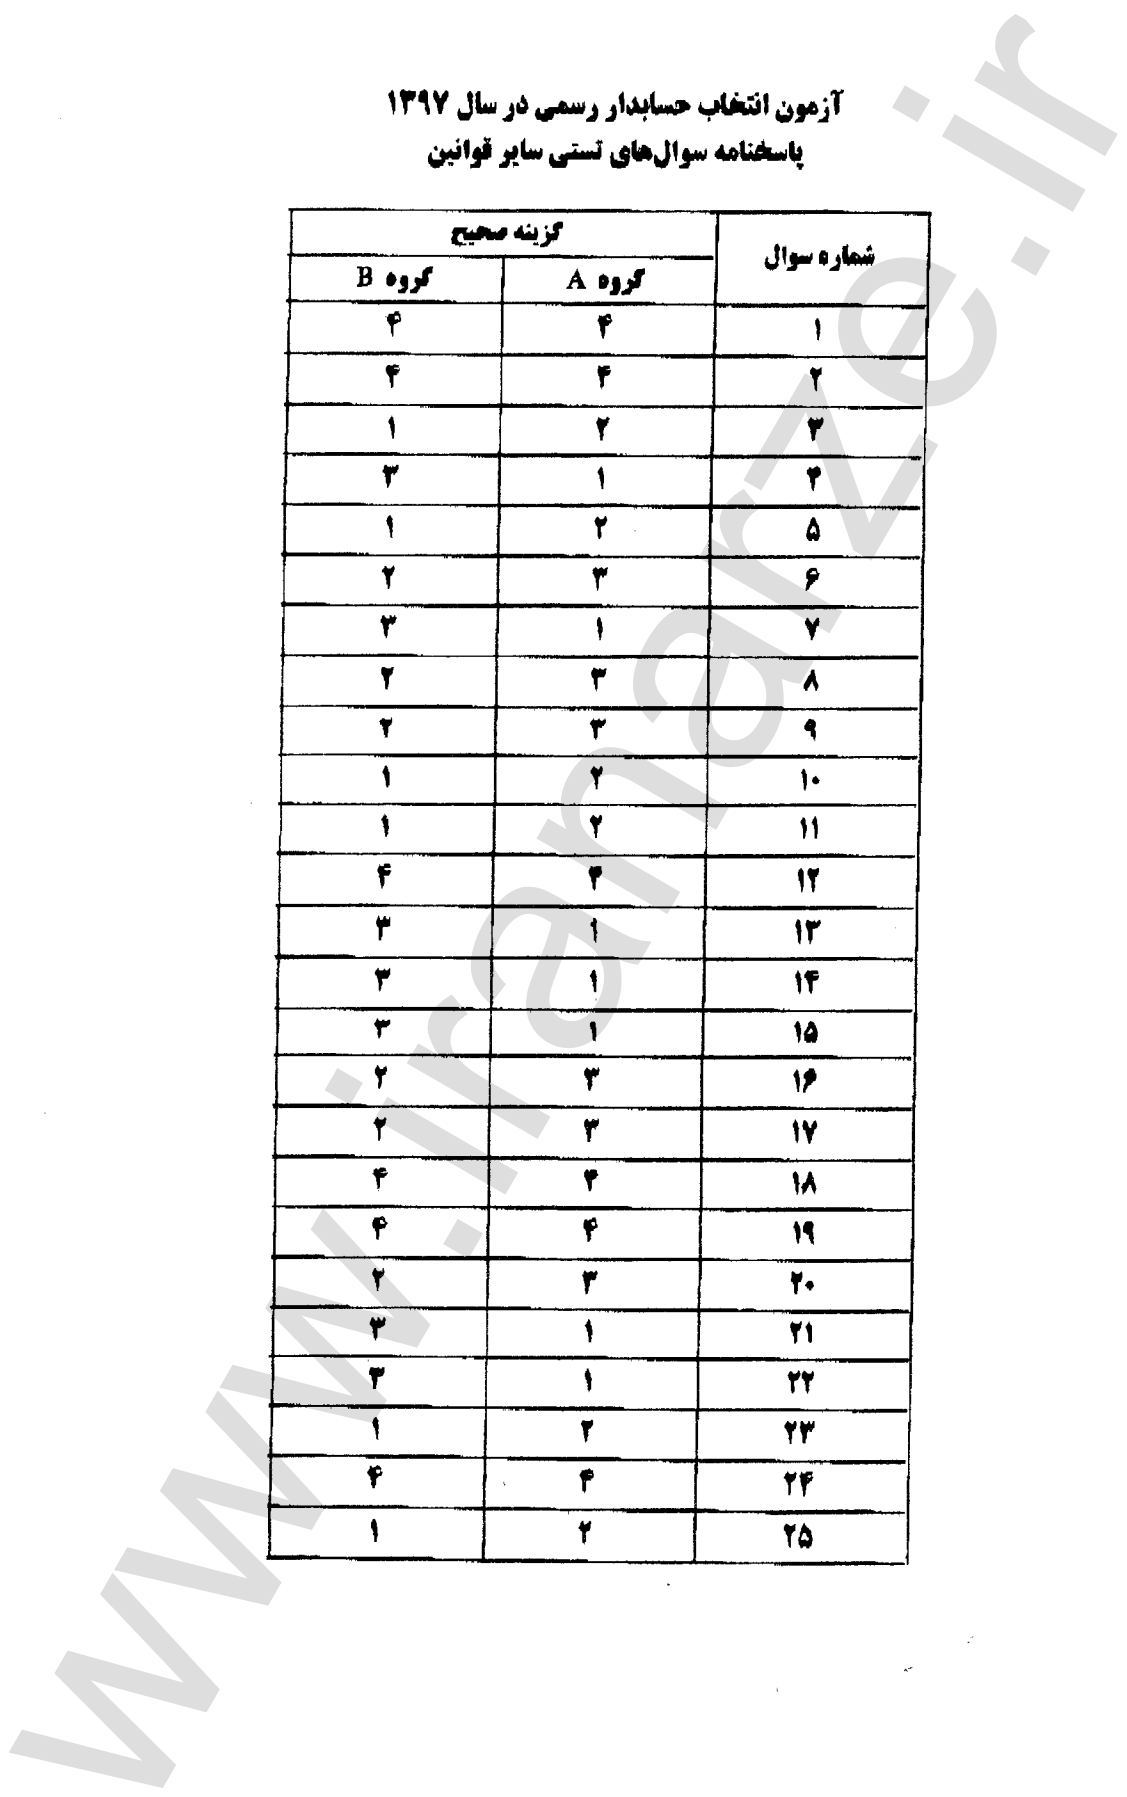 آزمون انتخاب حسابدار رسمی در سال ۱۳۹۷
پاسخنامه سوال‌های تستی سایر قوانین
شماره سوال گزینه صحیح
گروه A گروه B
۱ ۴ ۴
۲ ۴ ۴
۳ ۲ ۱
۴ ۱ ۳
۵ ۲ ۱
۶ ۳ ۲
۷ ۱ ۳
۸ ۳ ۲
۹ ۳ ۲
۱۰ ۲ ۱
۱۱ ۲ ۱
۱۲ ۴ ۴
۱۳ ۱ ۳
۱۴ ۱ ۳
۱۵ ۱ ۳
۱۶ ۳ ۲
۱۷ ۳ ۲
۱۸ ۴ ۴
۱۹ ۴ ۴
۲۰ ۳ ۲
۲۱ ۱ ۳
۲۲ ۱ ۳
۲۳ ۲ ۱
۲۴ ۴ ۴
۲۵ ۲ ۱
www.iranarze.ir